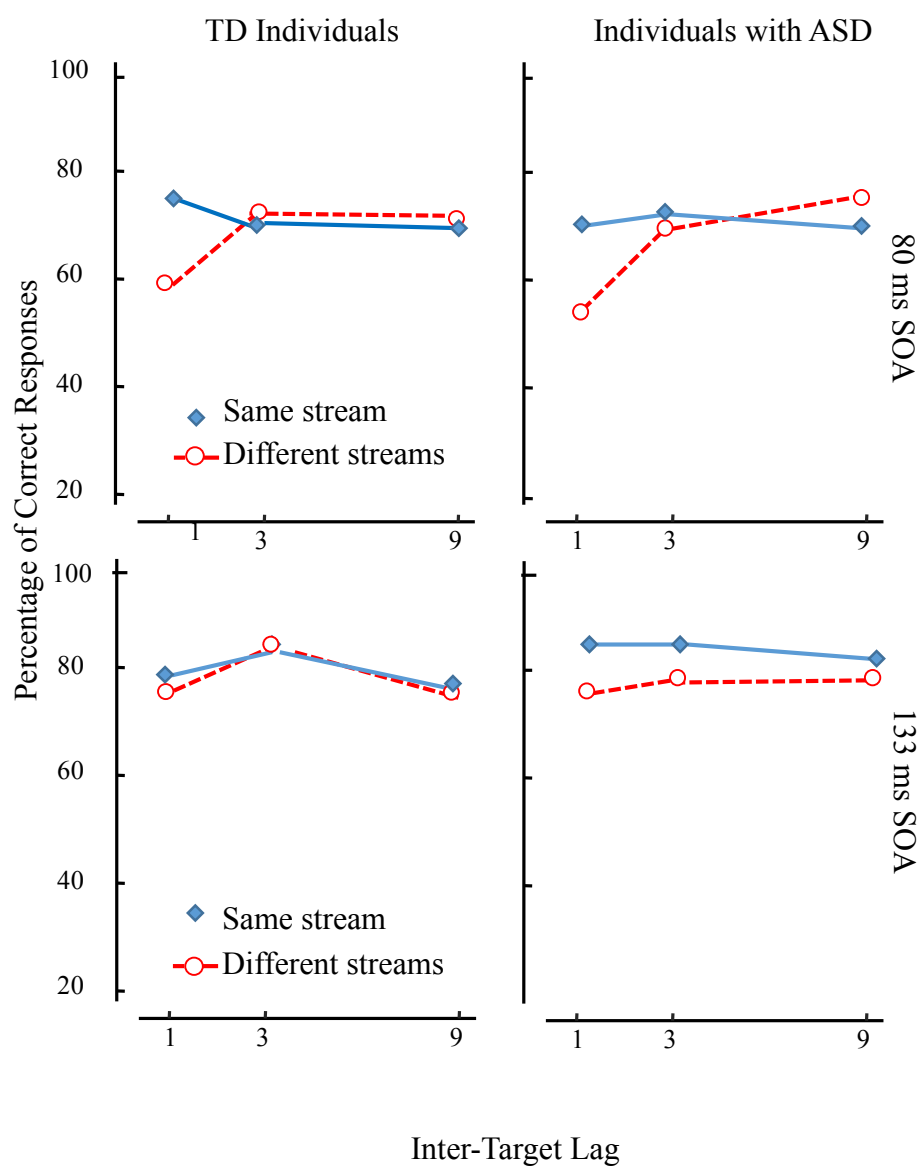 TD Individuals
Individuals with ASD
Percentage of Correct Responses
100
80
60
40
20
Same stream
Different streams
1
3
9
1
3
9
80 ms SOA
100
80
60
40
20
Same stream
Different streams
1
3
9
1
3
9
133 ms SOA
Inter-Target Lag